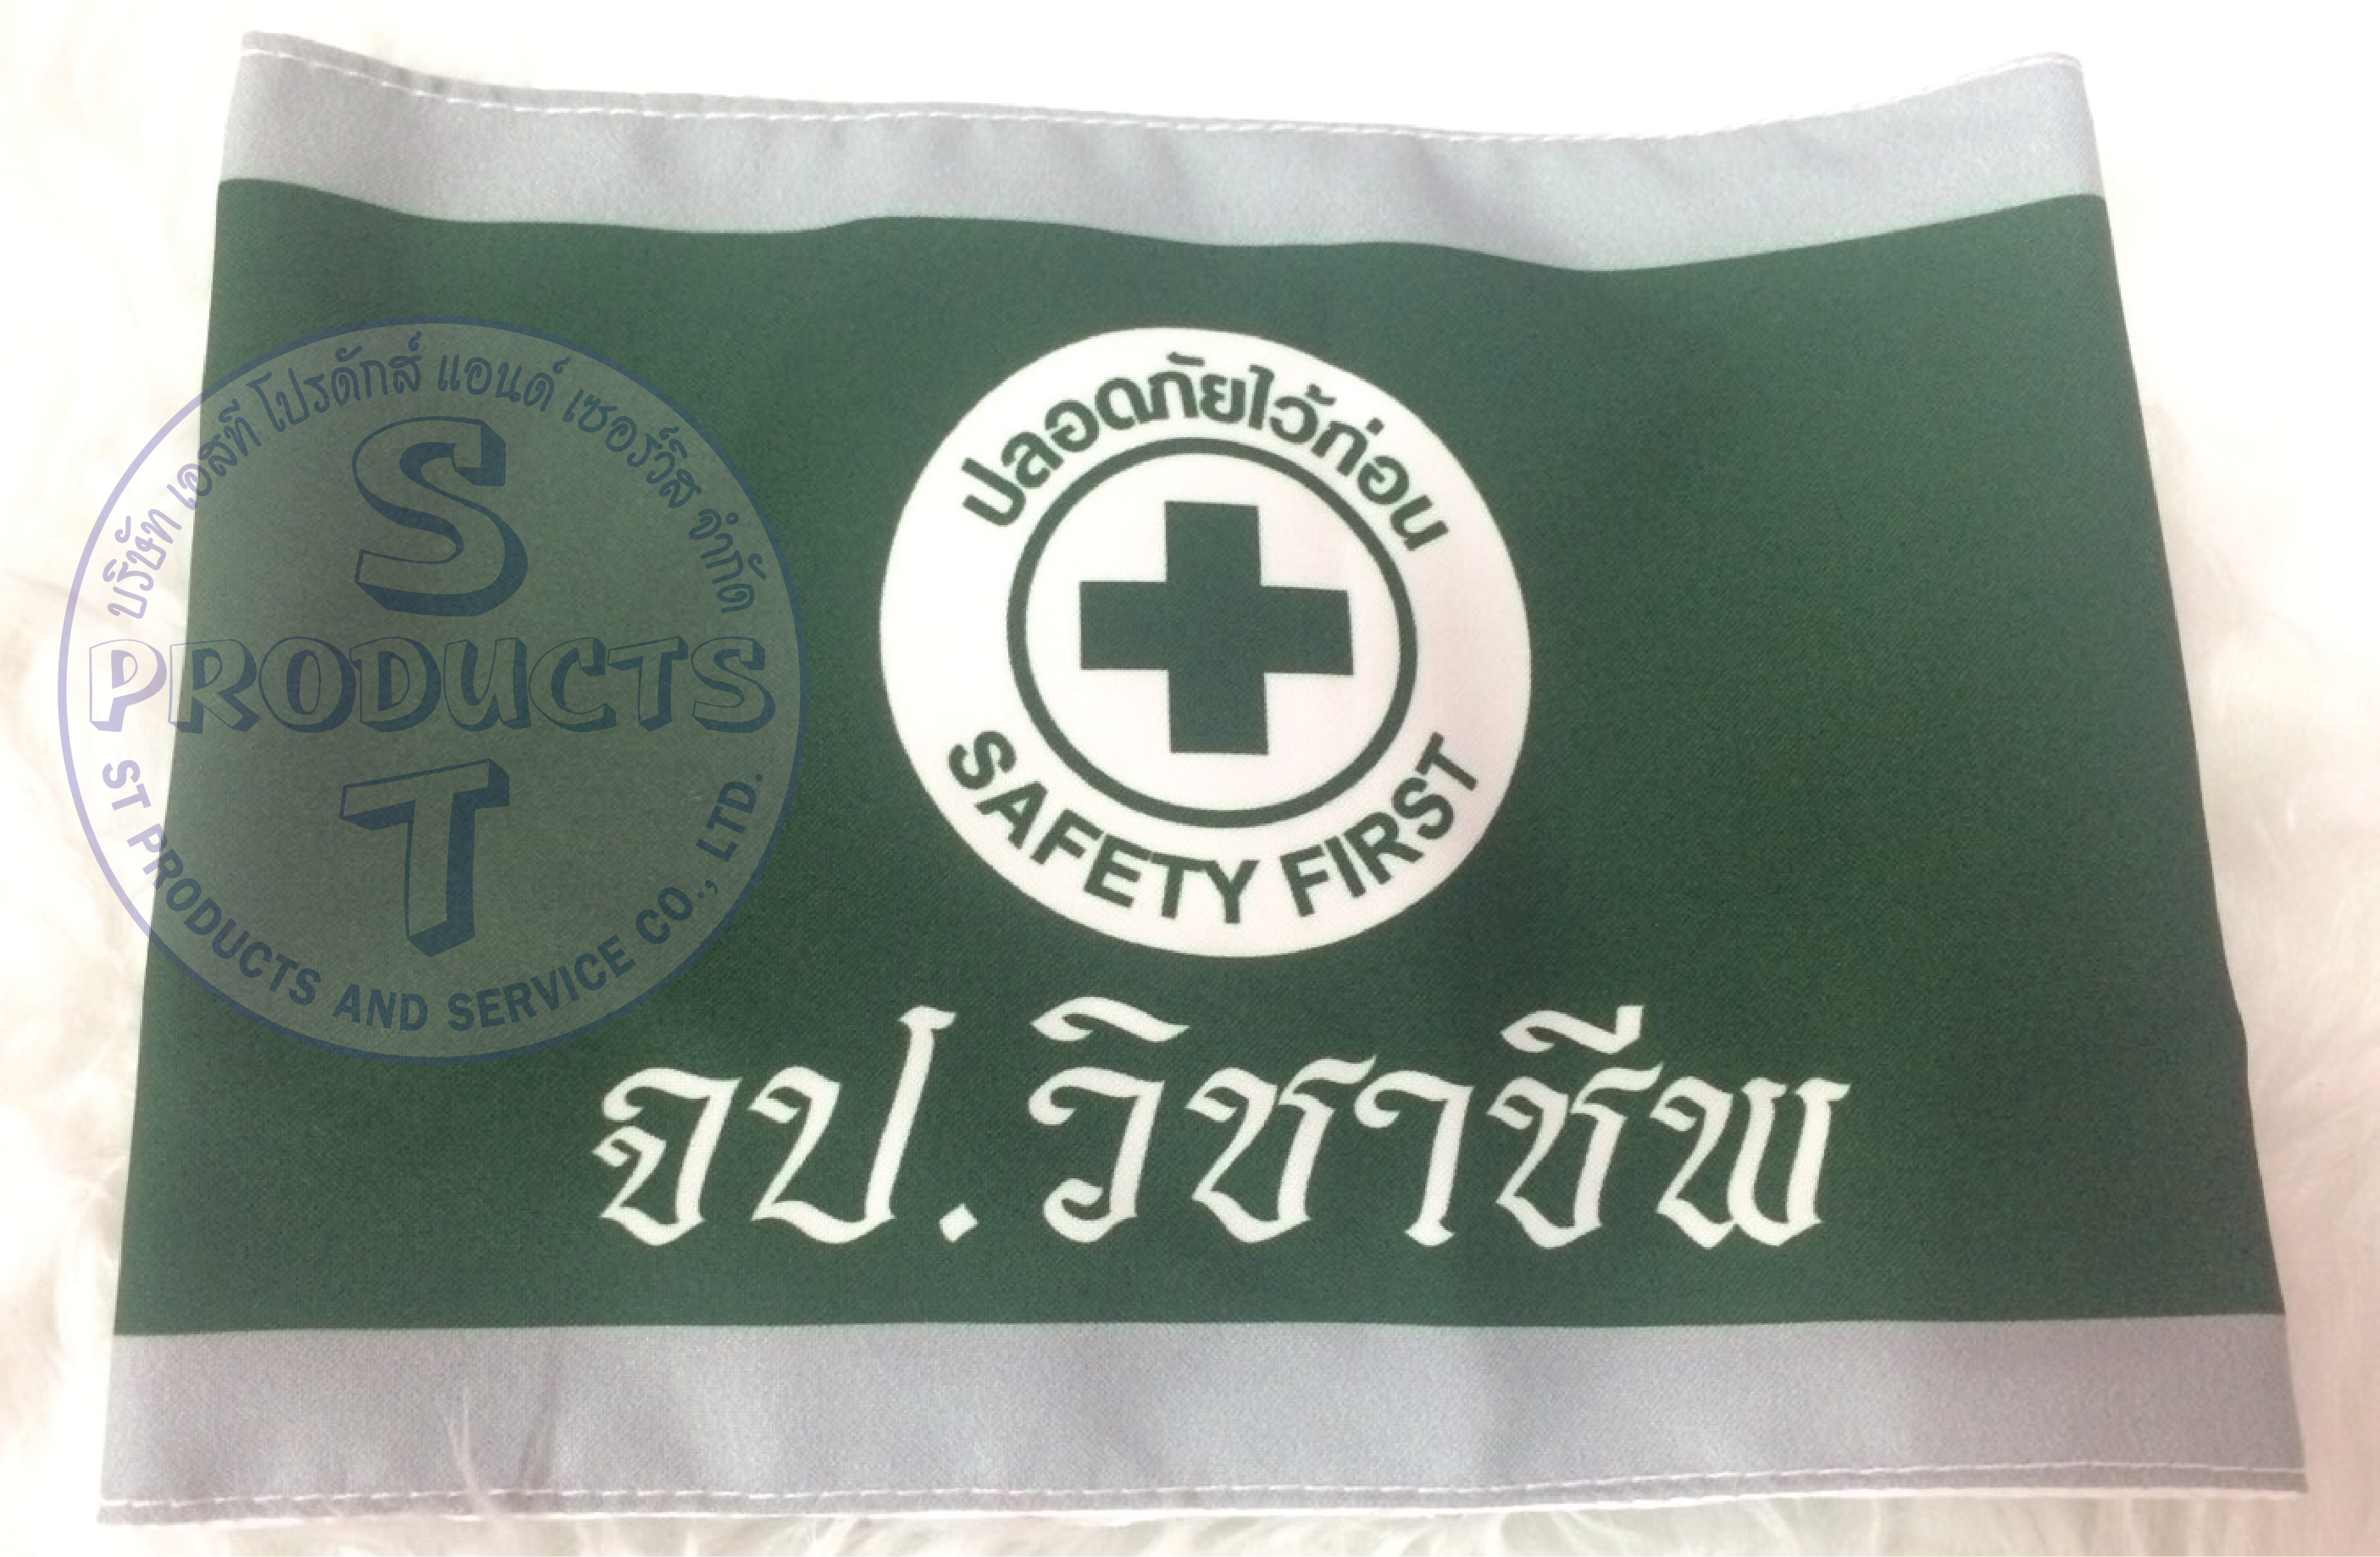 บริษัท เอสที โปรดักส์ แอนด์ เซอร์วิส จำกัด
S
PRODUCTS
T
ST PRODUCTS AND SERVICE CO., LTD.
ปลอดภัยไว้ก่อน
SAFETY FIRST
จป.วิชาชีพ